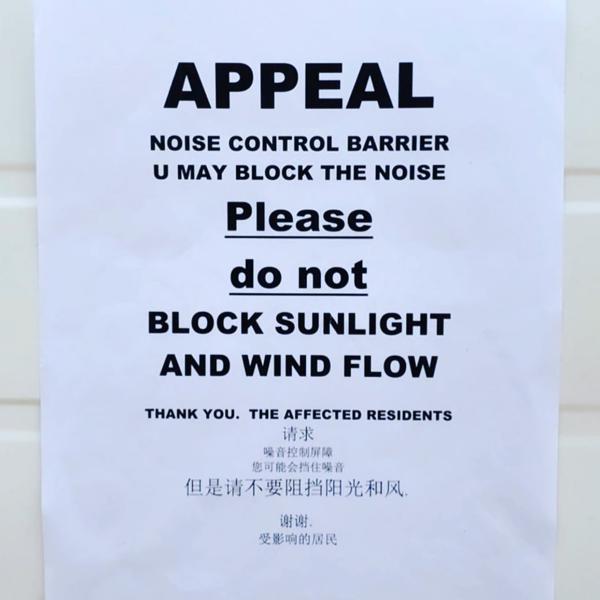 APPEAL
NOISE CONTROL BARRIER
U MAY BLOCK THE NOISE
Please
do not
BLOCK SUNLIGHT
AND WIND FLOW
THANK YOU. THE AFFECTED RESIDENTS
请求
噪音控制屏障
您可能会挡住噪音
但是请不要阻挡阳光和风.
谢谢.
受影响的居民